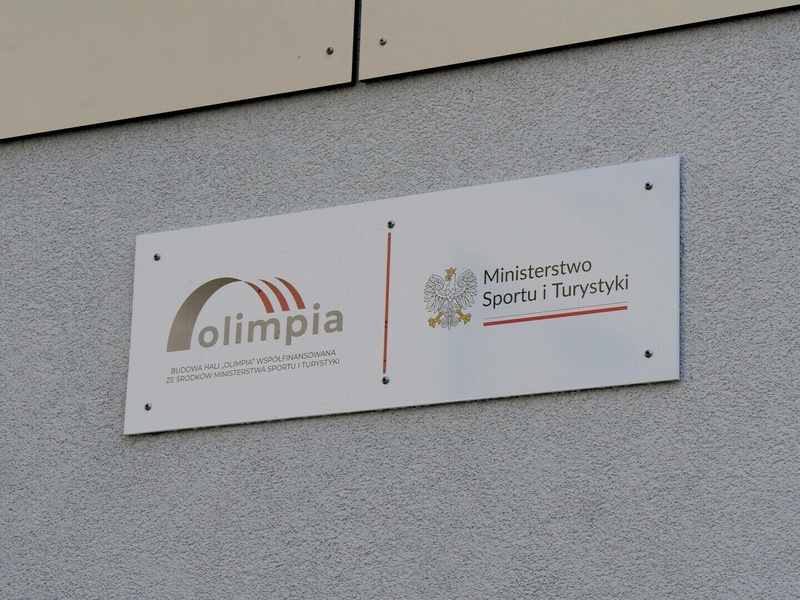 olimpia
BUDOWA HALI „OLIMPIA" WSPÓŁFINANSOWANA
ZE ŚRODKÓW MINISTERSTWA SPORTU I TURYSTYKI
Ministerstwo
Sportu i Turystyki